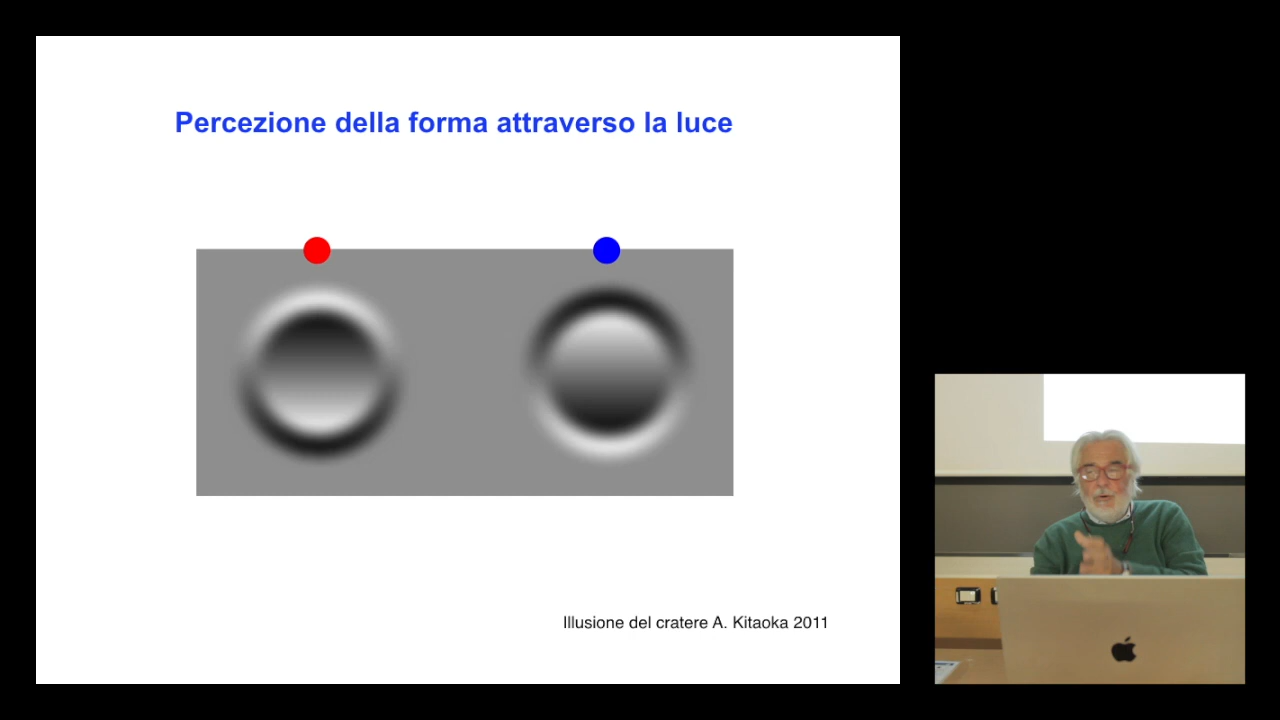 Percezione della forma attraverso la luce
Illusione del cratere A. Kitaoka 2011